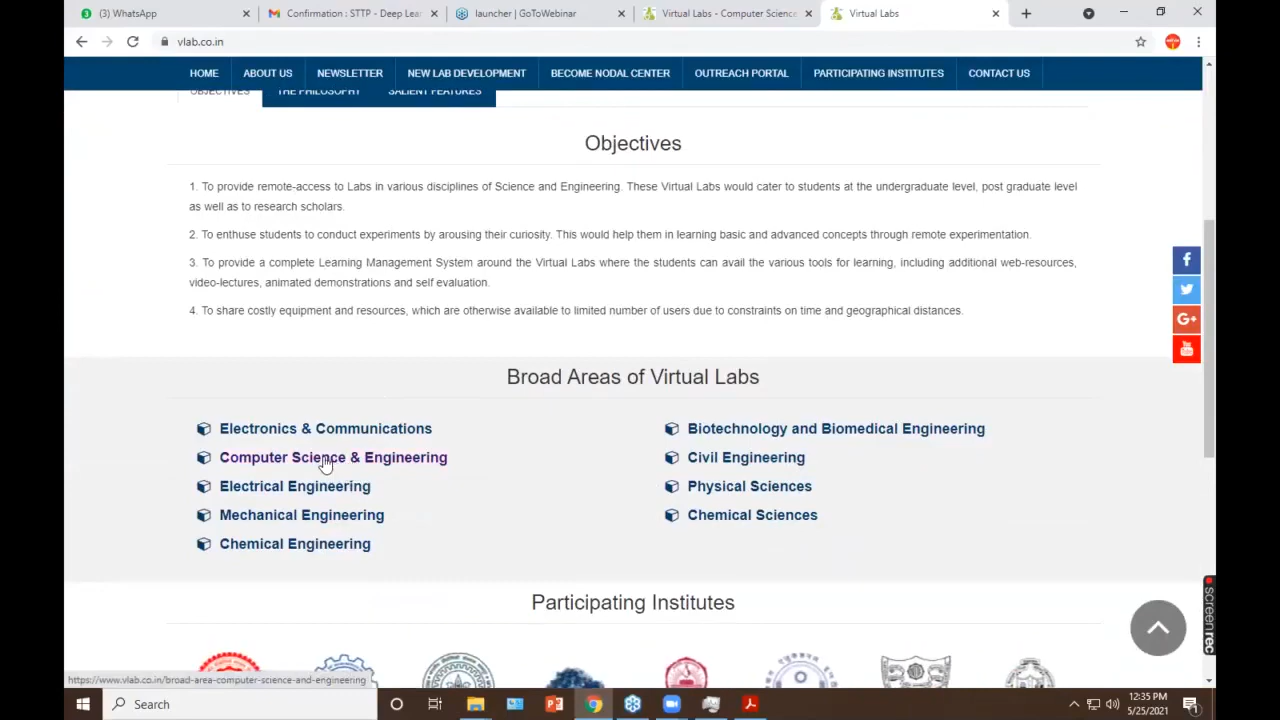 (3) WhatsApp
Confirmation : STTP - Deep Lear
launcher | GoToWebinar
Virtual Labs - Computer Science
Virtual Labs
vlab.co.in
HOME
ABOUT US
NEWSLETTER
NEW LAB DEVELOPMENT
BECOME NODAL CENTER
OUTREACH PORTAL
PARTICIPATING INSTITUTES
CONTACT US
OBJECTIVES
THE PHILOSOPHY
SALIENT FEATURES
Objectives
1. To provide remote-access to Labs in various disciplines of Science and Engineering. These Virtual Labs would cater to students at the undergraduate level, post graduate level
as well as to research scholars.
2. To enthuse students to conduct experiments by arousing their curiosity. This would help them in learning basic and advanced concepts through remote experimentation.
3. To provide a complete Learning Management System around the Virtual Labs where the students can avail the various tools for learning, including additional web-resources,
video-lectures, animated demonstrations and self evaluation.
4. To share costly equipment and resources, which are otherwise available to limited number of users due to constraints on time and geographical distances.
Broad Areas of Virtual Labs
Electronics & Communications
Computer Science & Engineering
Electrical Engineering
Mechanical Engineering
Chemical Engineering
Biotechnology and Biomedical Engineering
Civil Engineering
Physical Sciences
Chemical Sciences
Participating Institutes
screenrec
https://www.vlab.co.in/broad-area-computer-science-and-engineering
Search
12:35 PM
5/25/2021